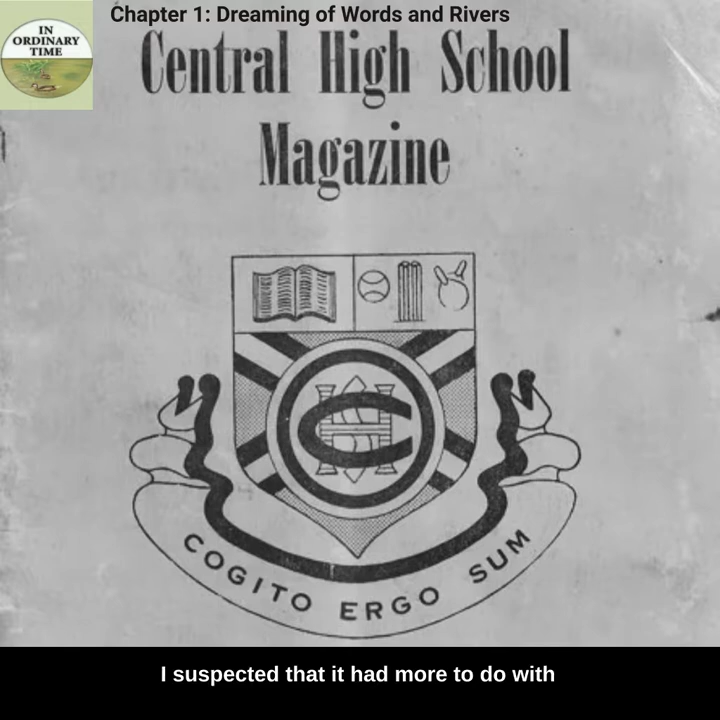 Chapter 1: Dreaming of Words and Rivers
IN
ORDINARY
TIME
Central High School
Magazine
CHS
COGITO ERGO SUM
I suspected that it had more to do with